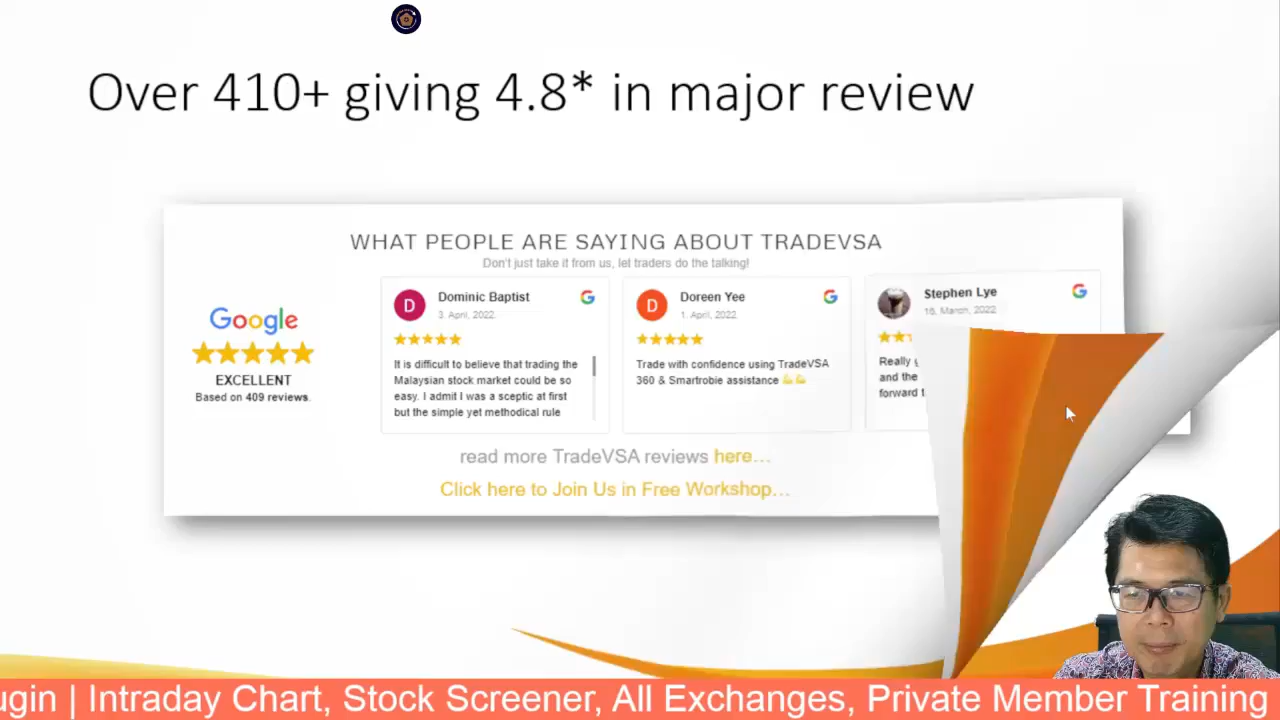 Over 410+ giving 4.8* in major review
WHAT PEOPLE ARE SAYING ABOUT TRADEVSA
Don't just take it from us, let traders do the talking!
Google
EXCELLENT
Based on 409 reviews.
D
Dominic Baptist
3. April, 2022
It is difficult to believe that trading the
Malaysian stock market could be so
easy. I admit I was a sceptic at first
but the simple yet methodical rule
D
Doreen Yee
1. April, 2022
Trade with confidence using TradeVSA
360 & Smartrobie assistance 💪💪
Stephen Lye
16. March, 2022
Really
and the
forward
read more TradeVSA reviews here...
Click here to Join Us in Free Workshop...
| Intraday Chart, Stock Screener, All Exchanges, Private Member Training